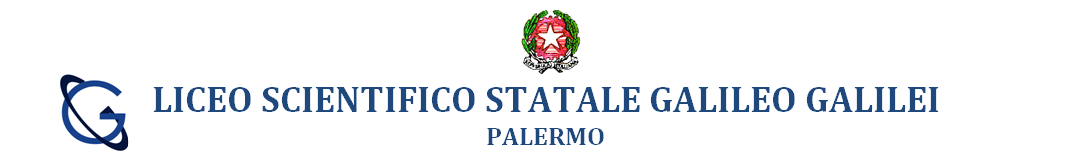 LICEO SCIENTIFICO STATALE GALILEO GALILEI
PALERMO